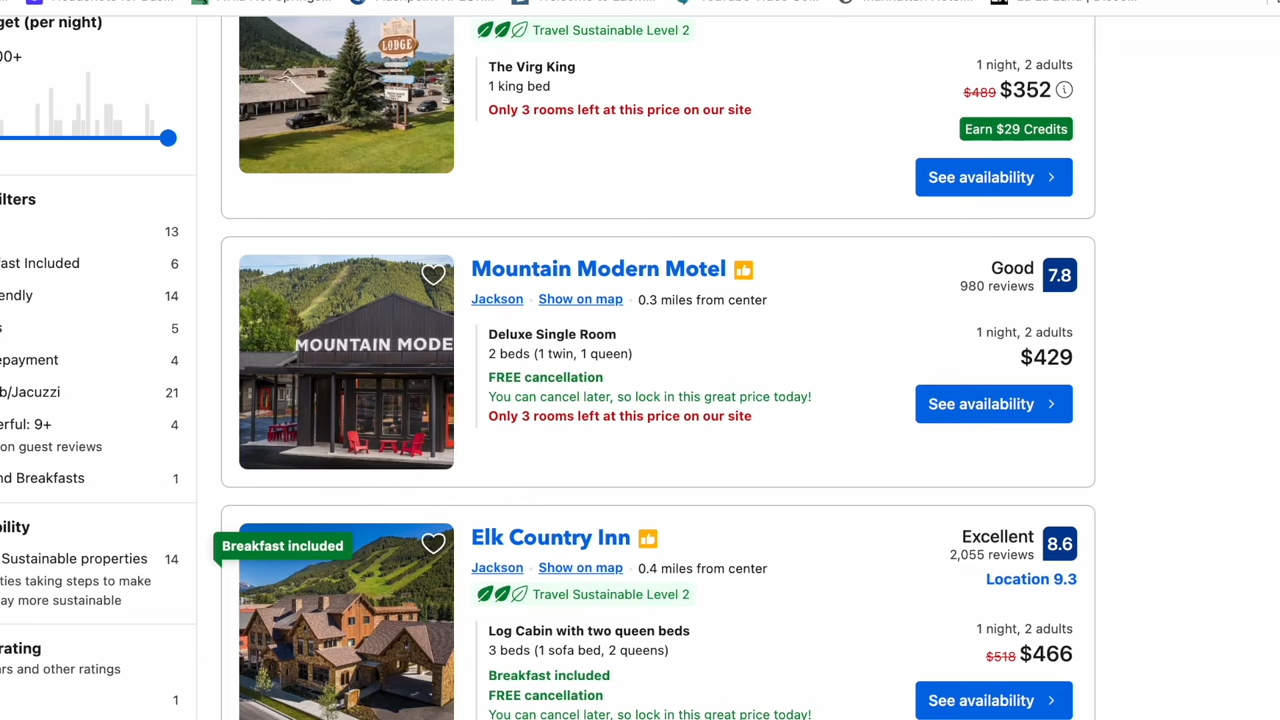 get (per night)
00+
ilters
13
ast Included 6
endly 14
s 5
epayment 4
b/Jacuzzi 21
erful: 9+ 4
on guest reviews
nd Breakfasts 1
bility
Sustainable properties 14
ties taking steps to make
ay more sustainable
rating
ars and other ratings
1
LODGE
Travel Sustainable Level 2
The Virg King
1 king bed
Only 3 rooms left at this price on our site
1 night, 2 adults
$489 $352
Earn $29 Credits
See availability
MOUNTAIN MODE
Mountain Modern Motel
Jackson Show on map 0.3 miles from center
Deluxe Single Room
2 beds (1 twin, 1 queen)
FREE cancellation
You can cancel later, so lock in this great price today!
Only 3 rooms left at this price on our site
Good 7.8
980 reviews
1 night, 2 adults
$429
See availability
Breakfast included
Elk Country Inn
Jackson Show on map 0.4 miles from center
Travel Sustainable Level 2
Log Cabin with two queen beds
3 beds (1 sofa bed, 2 queens)
Breakfast included
FREE cancellation
You can cancel later, so lock in this great price today!
Excellent 8.6
2,055 reviews
Location 9.3
1 night, 2 adults
$518 $466
See availability